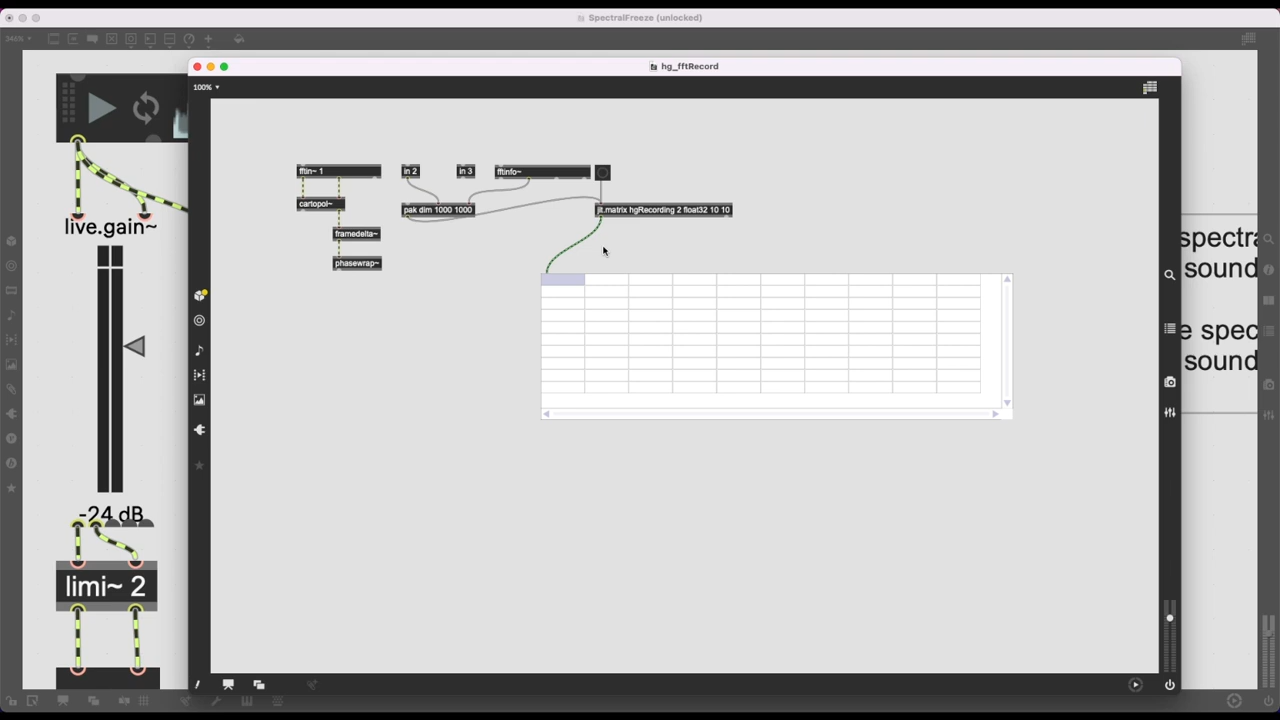 SpectralFreeze (unlocked)
346%
hg_fftRecord
100%
fftin~ 1
in 2
in 3
fftinfo~
cartopol~
pak dim 1000 1000
jit.matrix hgRecording 2 float32 10 10
framedelta~
phasewrap~
live.gain~
-24 dB
limi~ 2
spectra
sound
e spec
sound